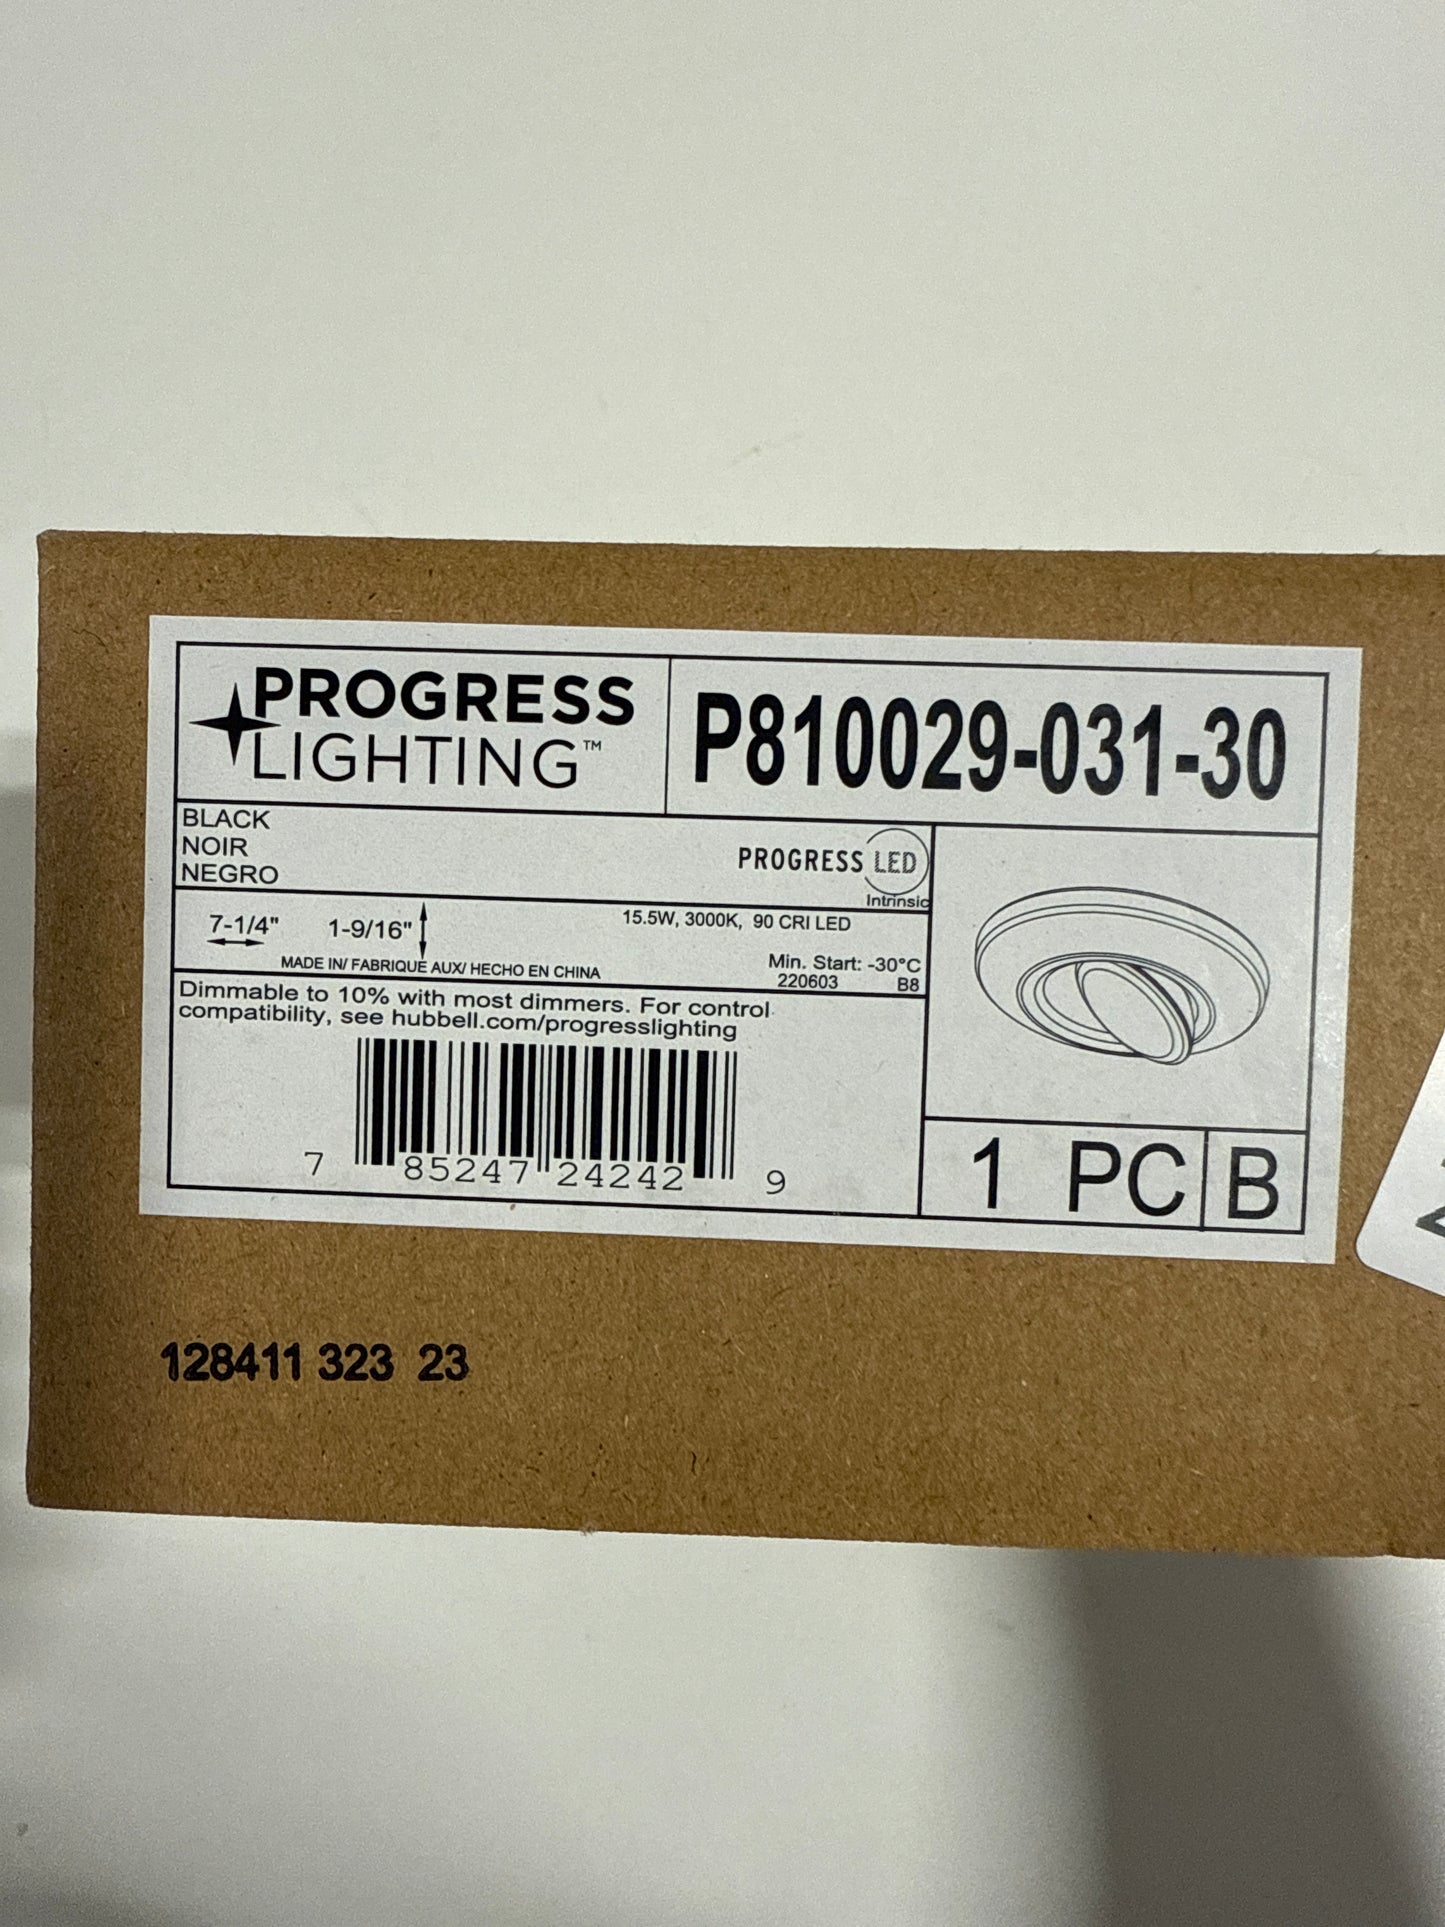 PROGRESS
LIGHTING™
P810029-031-30
BLACK
NOIR
NEGRO
PROGRESS LED
Intrinsic
7-1/4" 1-9/16"
15.5W, 3000K, 90 CRI LED
MADE IN/ FABRIQUE AUX/ HECHO EN CHINA
Min. Start: -30°C
220603 B8
Dimmable to 10% with most dimmers. For control
compatibility, see hubbell.com/progresslighting
7 85247 24242 9
1 PC B
128411 323 23